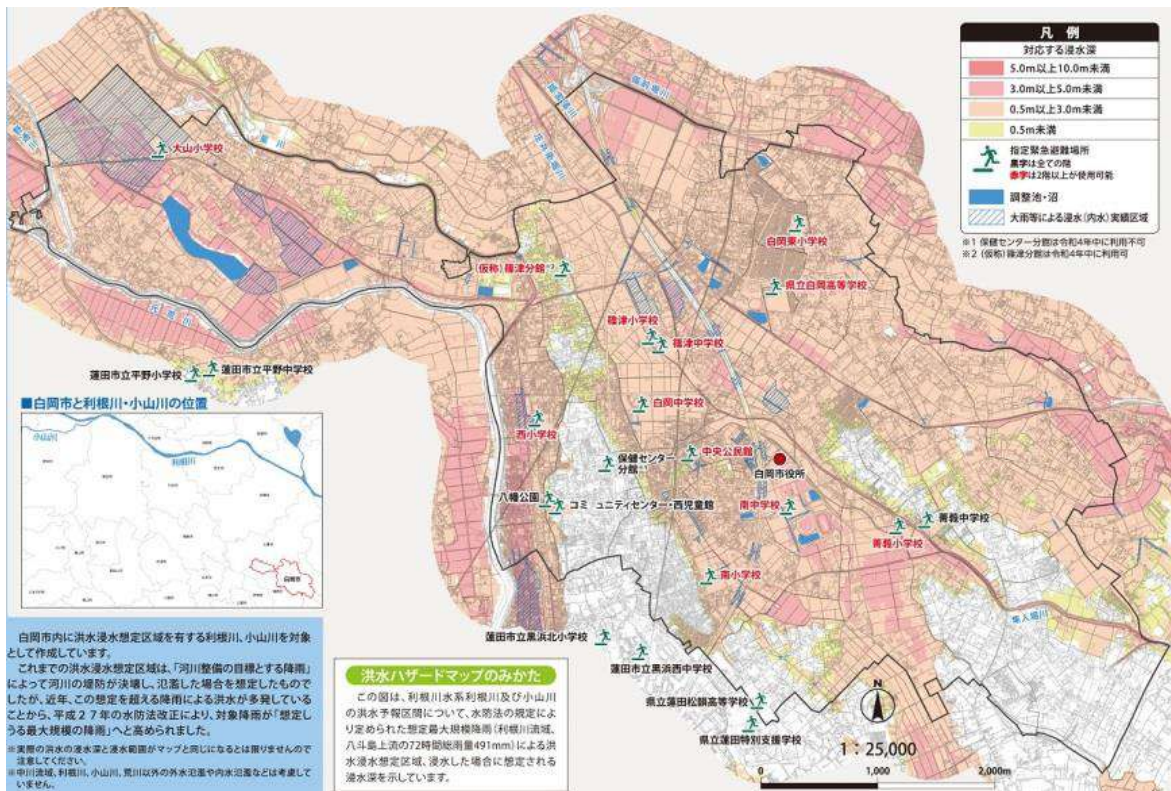 凡例
対応する浸水深
5.0m以上10.0m未満
3.0m以上5.0m未満
0.5m以上3.0m未満
0.5m未満
指定緊急避難場所
黒字は全ての階
赤字は2階以上が使用可能
調整池・沼
大雨等による浸水(内水)実績区域
※1 保健センター分館は令和4年中に利用不可
※2 (仮称)篠津分館は令和4年中に利用可
備前堀川
姫宮堀川
庄兵衛堀川
星川
大山小学校
元荒川
白岡東小学校
(仮称)篠津分館
県立白岡高等学校
篠津小学校
篠津中学校
蓮田市立平野小学校
蓮田市立平野中学校
白岡中学校
西小学校
保健センター
分館
中央公民館
白岡市役所
八幡公園
コミュニティセンター・西児童館
南中学校
菁莪中学校
菁莪小学校
南小学校
隼人堀川
蓮田市立黒浜北小学校
蓮田市立黒浜西中学校
県立蓮田松韻高等学校
県立蓮田特別支援学校
N
1:25,000
0 1,000 2,000m
■白岡市と利根川・小山川の位置
小山川
利根川
白岡市
白岡市内に洪水浸水想定区域を有する利根川、小山川を対象
として作成しています。
これまでの洪水浸水想定区域は、「河川整備の目標とする降雨」
によって河川の堤防が決壊し、氾濫した場合を想定したもので
したが、近年、この想定を超える降雨による洪水が多発している
ことから、平成27年の水防法改正により、対象降雨が「想定し
うる最大規模の降雨」へと高められました。
※実際の洪水の浸水深と浸水範囲がマップと同じになるとは限りませんので
注意してください。
※中川流域、利根川、小山川、荒川以外の外水氾濫や内水氾濫などは考慮して
いません。
洪水ハザードマップのみかた
この図は、利根川水系利根川及び小山川
の洪水予報区間について、水防法の規定によ
り定められた想定最大規模降雨(利根川流域、
八斗島上流の72時間総雨量491mm)による洪
水浸水想定区域、浸水した場合に想定される
浸水深を示しています。